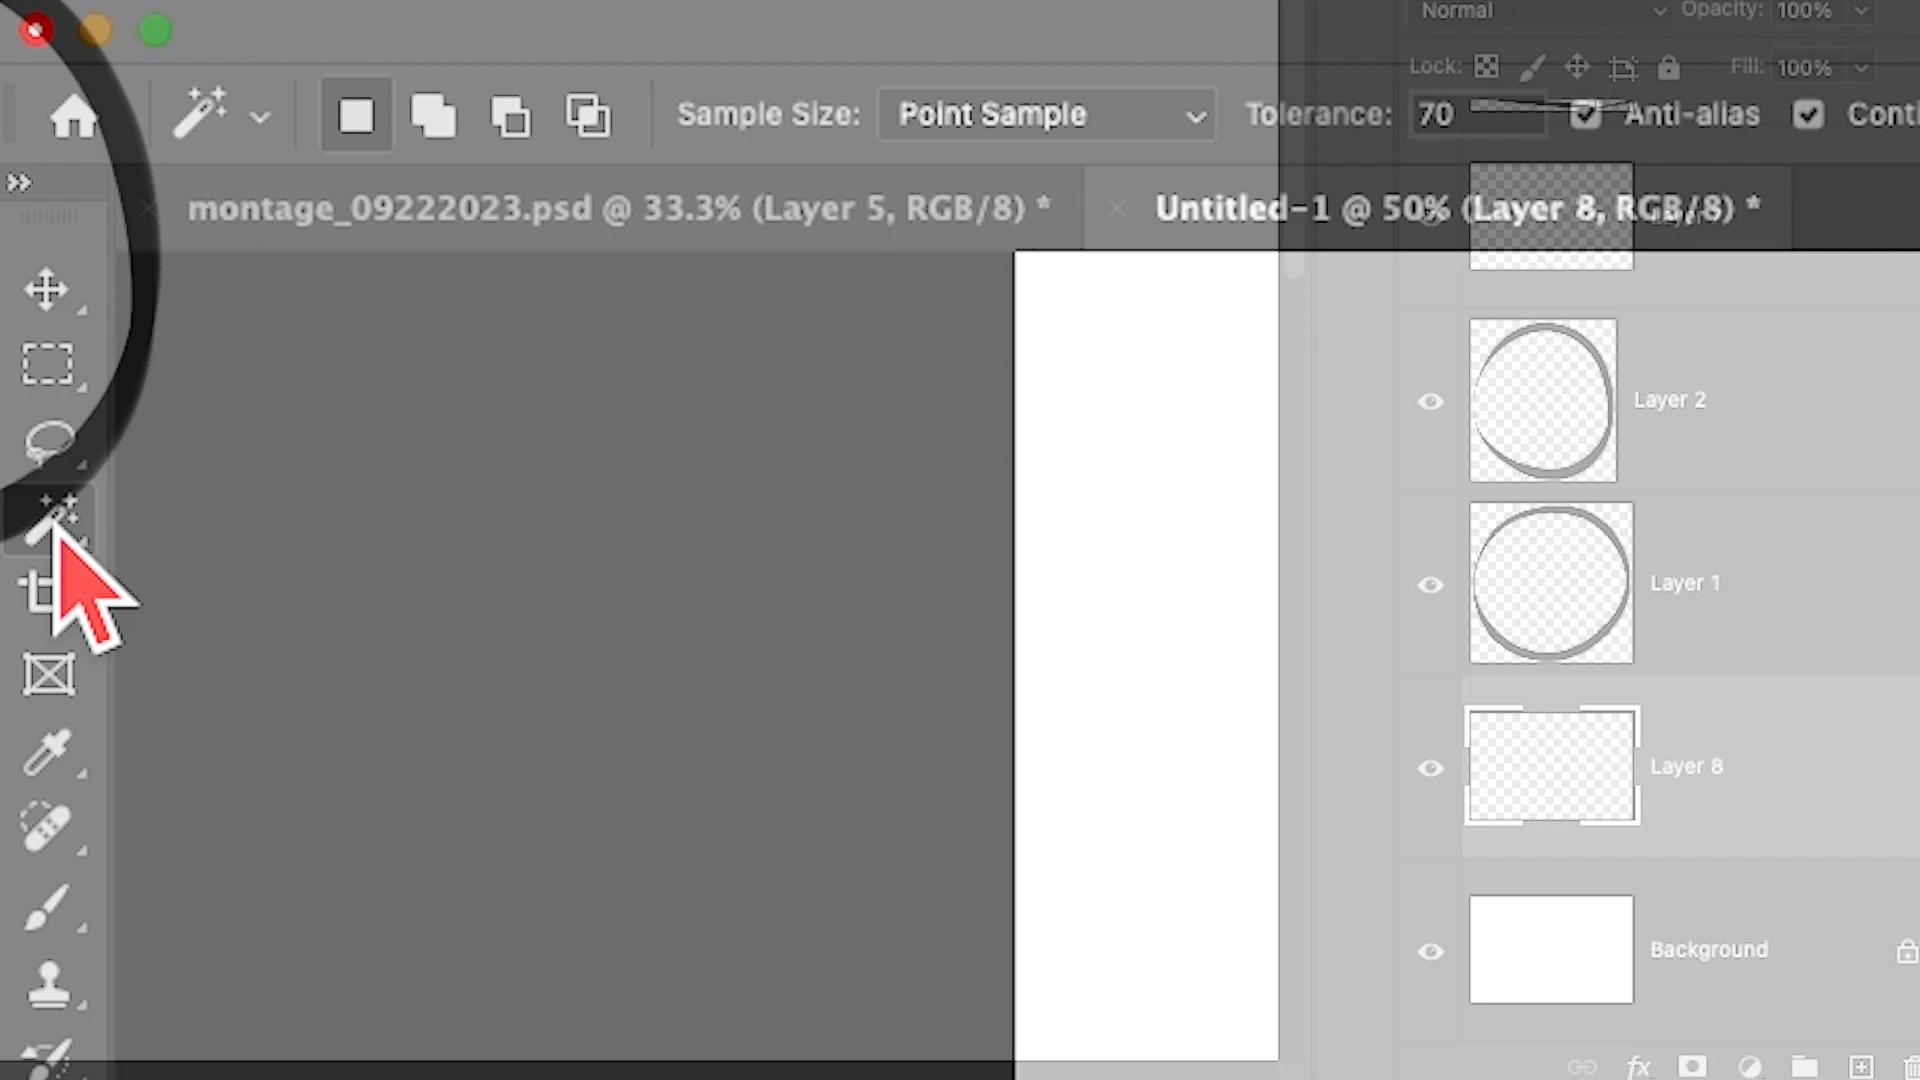 Normal Opacity: 100%
Lock: Fill: 100%
Sample Size: Point Sample Tolerance: 70 Anti-alias Conti
montage_09222023.psd @ 33.3% (Layer 5, RGB/8) * Untitled-1 @ 50% (Layer 8, RGB/8) *
Layer 2
Layer 1
Layer 8
Background
fx